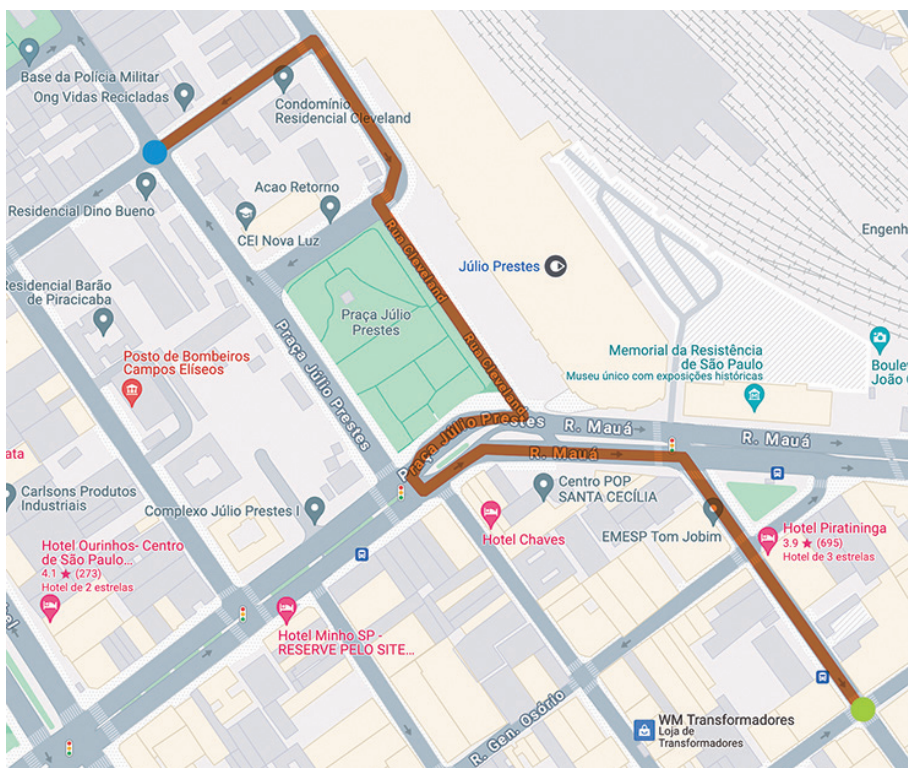 Base da Polícia Militar
Ong Vidas Recicladas
Condomínio
Residencial Cleveland
Residencial Dino Bueno
Acao Retorno
CEI Nova Luz
Rua Cleveland
Engenh
Júlio Prestes
Residencial Barão
de Piracicaba
Praça Júlio
Prestes
Praça Júlio Prestes
Posto de Bombeiros
Campos Elíseos
Rua Cleveland
Memorial da Resistência
de São Paulo
Museu único com exposições históricas
Boulev
João C
Praça Júlio Prestes
R. Mauá
R. Mauá
R. Mauá
ata
Carlsons Produtos
Industriais
Complexo Júlio Prestes I
Centro POP
SANTA CECÍLIA
Hotel Chaves
EMESP Tom Jobim
Hotel Piratininga
3.9 ★ (695)
Hotel de 3 estrelas
Hotel Ourinhos- Centro
de São Paulo...
4.1 ★ (273)
Hotel de 2 estrelas
Hotel Minho SP -
RESERVE PELO SITE...
R. Gen. Osório
WM Transformadores
Loja de
Transformadores